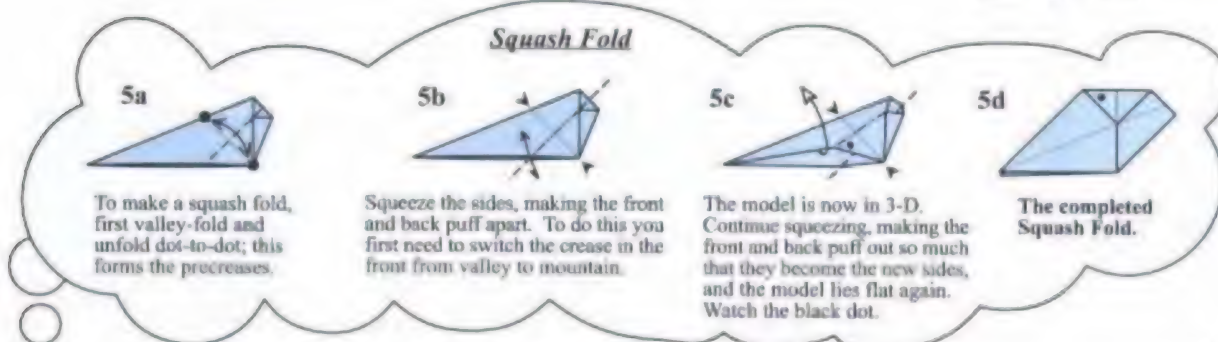 Squash Fold
5a
To make a squash fold,
first valley-fold and
unfold dot-to-dot; this
forms the precreases.
5b
Squeeze the sides, making the front
and back puff apart. To do this you
first need to switch the crease in the
front from valley to mountain.
5c
The model is now in 3-D.
Continue squeezing, making the
front and back puff out so much
that they become the new sides,
and the model lies flat again.
Watch the black dot.
5d
The completed
Squash Fold.